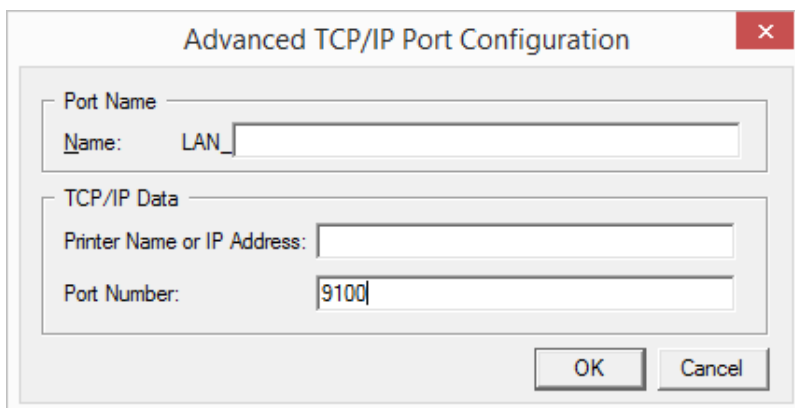 Advanced TCP/IP Port Configuration
×
Port Name
Name: LAN_
TCP/IP Data
Printer Name or IP Address:
Port Number: 9100
OK Cancel